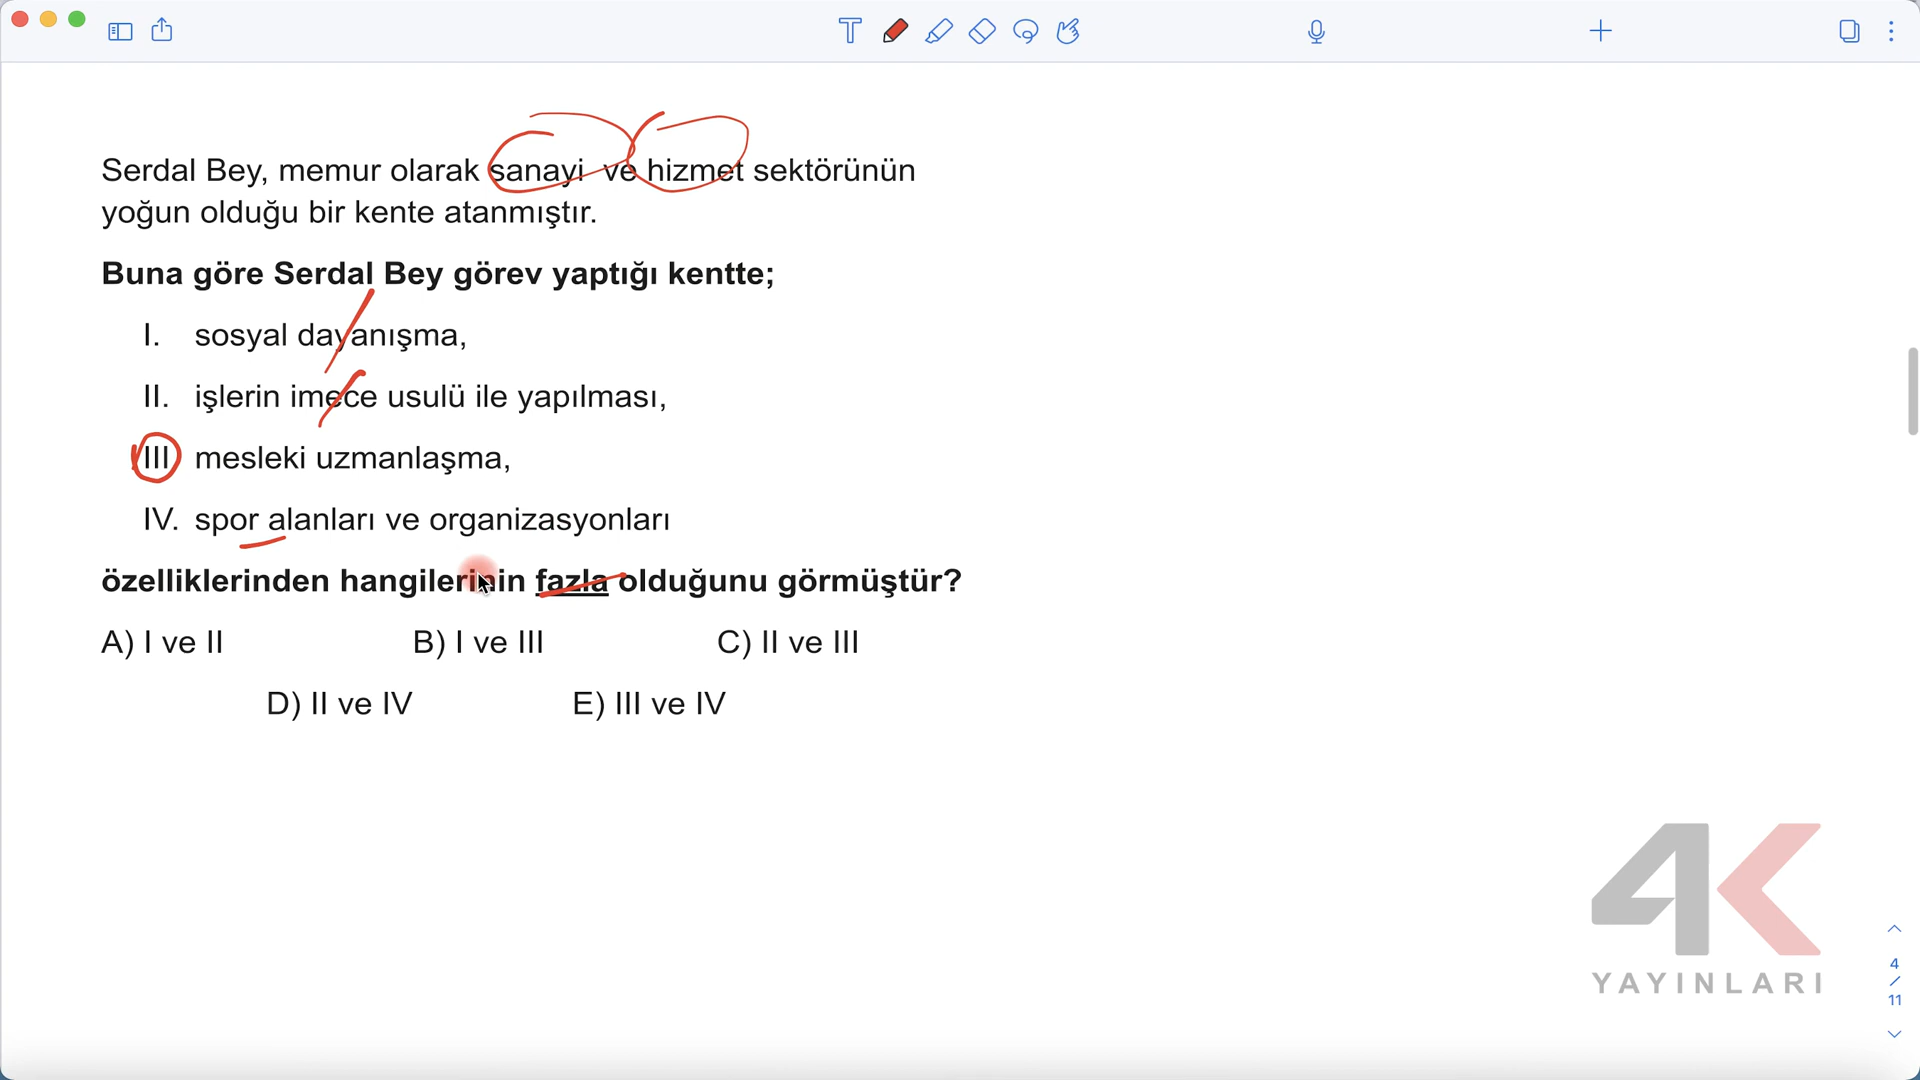 Serdal Bey, memur olarak sanayi ve hizmet sektörünün
yoğun olduğu bir kente atanmıştır.
Buna göre Serdal Bey görev yaptığı kentte;
I. sosyal dayanışma,
II. işlerin imece usulü ile yapılması,
III mesleki uzmanlaşma,
IV. spor alanları ve organizasyonları
özelliklerinden hangilerinin fazla olduğunu görmüştür?
A) I ve II B) I ve III C) II ve III
D) II ve IV E) III ve IV
4K
YAYINLARI
4
/
11